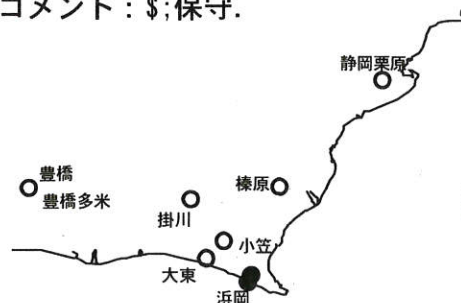 コメント：$;保守.
静岡栗原
豊橋
豊橋多米
榛原
掛川
小笠
大東
浜岡